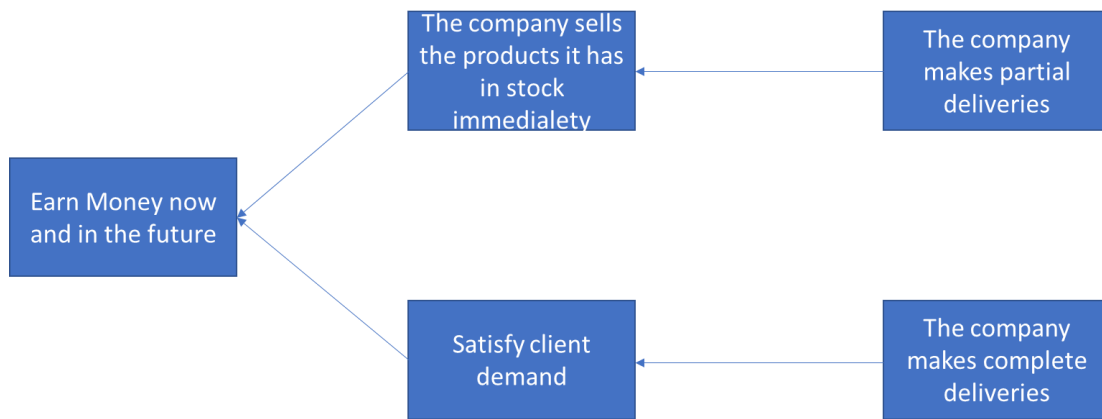 The company sells
the products it has
in stock
immedialety
The company
makes partial
deliveries
Earn Money now
and in the future
Satisfy client
demand
The company
makes complete
deliveries